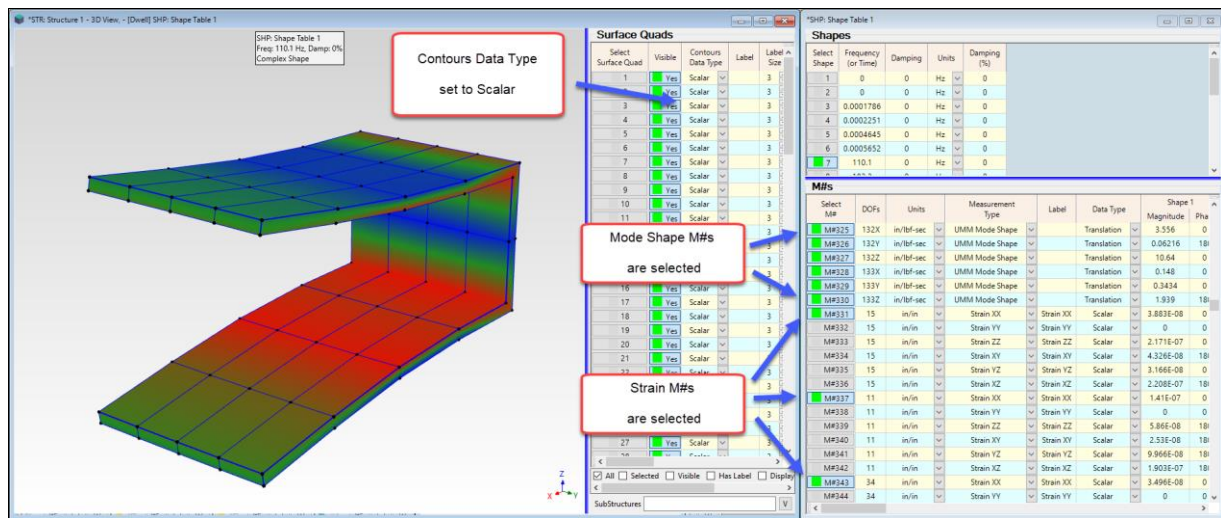 *STR: Structure 1 - 3D View, - [Dwell] SHP: Shape Table 1
SHP: Shape Table 1
Freq: 110.1 Hz, Damp: 0%
Complex Shape
Contours Data Type
set to Scalar
Mode Shape M#s
are selected
Strain M#s
are selected
Z
X Y
Surface Quads
Select Surface Quad Visible Contours Data Type Label Label Size
1 Yes Scalar 3
Yes Scalar 3
3 Yes Scalar 3
4 Yes Scalar 3
5 Yes Scalar 3
6 Yes Scalar 3
7 Yes Scalar 3
8 Yes Scalar 3
9 Yes Scalar 3
10 Yes Scalar 3
11 Yes Scalar 3
16 Yes Scalar 3
17 Yes Scalar 3
18 Yes Scalar 3
19 Yes Scalar 3
20 Yes Scalar 3
21 Yes Scalar 3
22 Yes Scalar 3
27 Yes Scalar 3
All Selected Visible Has Label Display
SubStructures V
*SHP: Shape Table 1
Shapes
Select Shape Frequency (or Time) Damping Units Damping (%)
1 0 0 Hz 0
2 0 0 Hz 0
3 0.0001786 0 Hz 0
4 0.0002251 0 Hz 0
5 0.0004645 0 Hz 0
6 0.0005652 0 Hz 0
7 110.1 0 Hz 0
M#s
Select M# DOFs Units Measurement Type Label Data Type Shape 1
Magnitude Pha
M#325 132X in/lbf-sec UMM Mode Shape Translation 3.556 0
M#326 132Y in/lbf-sec UMM Mode Shape Translation 0.06216 180
M#327 132Z in/lbf-sec UMM Mode Shape Translation 10.64 0
M#328 133X in/lbf-sec UMM Mode Shape Translation 0.148 0
M#329 133Y in/lbf-sec UMM Mode Shape Translation 0.3434 0
M#330 133Z in/lbf-sec UMM Mode Shape Translation 1.939 180
M#331 15 in/in Strain XX Strain XX Scalar 3.883E-08 0
M#332 15 in/in Strain YY Strain YY Scalar 0 0
M#333 15 in/in Strain ZZ Strain ZZ Scalar 2.171E-07 0
M#334 15 in/in Strain XY Strain XY Scalar 4.326E-08 180
M#335 15 in/in Strain YZ Strain YZ Scalar 3.166E-08 0
M#336 15 in/in Strain XZ Strain XZ Scalar 2.208E-07 180
M#337 11 in/in Strain XX Strain XX Scalar 1.41E-07 0
M#338 11 in/in Strain YY Strain YY Scalar 0 0
M#339 11 in/in Strain ZZ Strain ZZ Scalar 5.86E-08 0
M#340 11 in/in Strain XY Strain XY Scalar 2.53E-08 180
M#341 11 in/in Strain YZ Strain YZ Scalar 9.966E-08 0
M#342 11 in/in Strain XZ Strain XZ Scalar 1.903E-07 180
M#343 34 in/in Strain XX Strain XX Scalar 3.496E-08 0
M#344 34 in/in Strain YY Strain YY Scalar 0 0